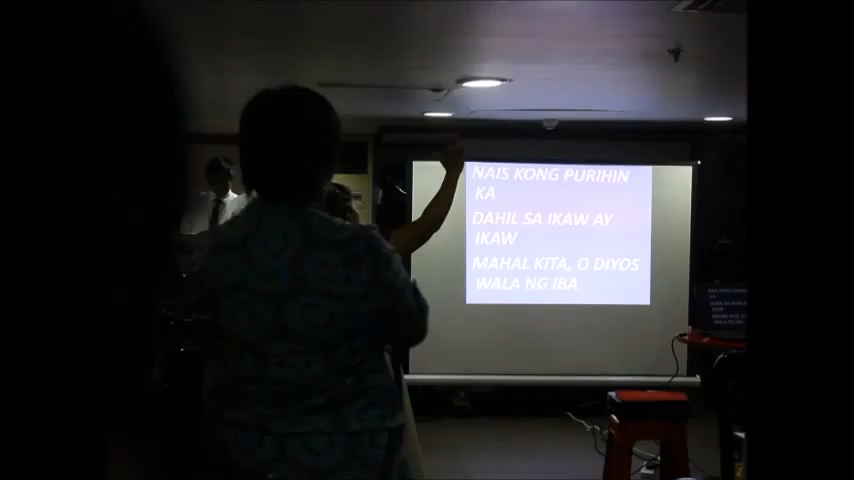 NAIS KONG PURIHIN
KA
DAHIL SA IKAW AY
IKAW
MAHAL KITA, O DIYOS
WALA NG IBA